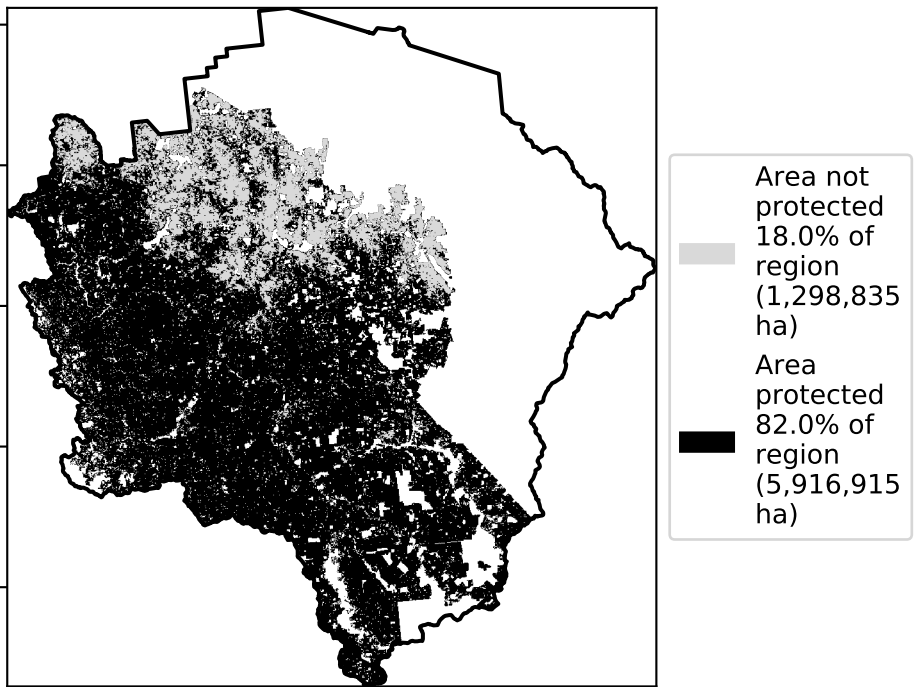 Area not
protected
18.0% of
region
(1,298,835
ha)
Area
protected
82.0% of
region
(5,916,915
ha)